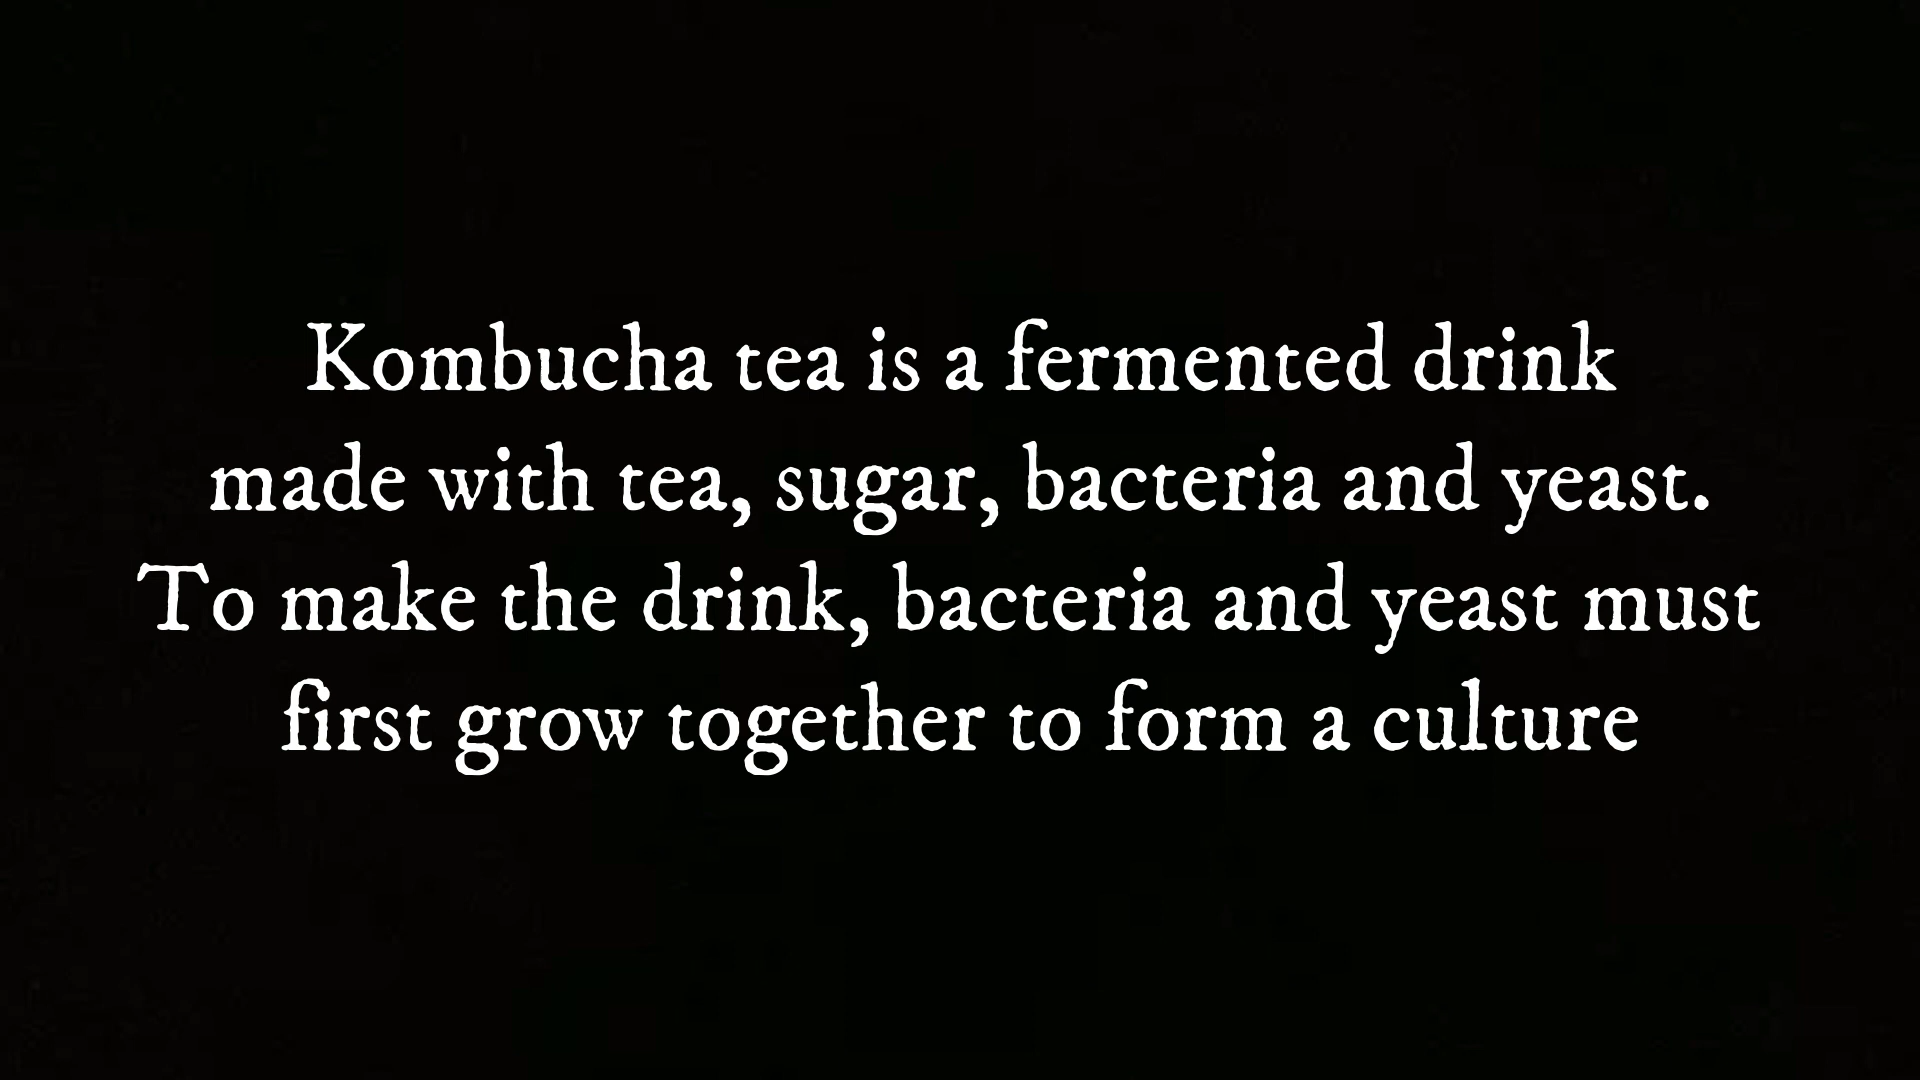 Kombucha tea is a fermented drink
made with tea, sugar, bacteria and yeast.
To make the drink, bacteria and yeast must
first grow together to form a culture